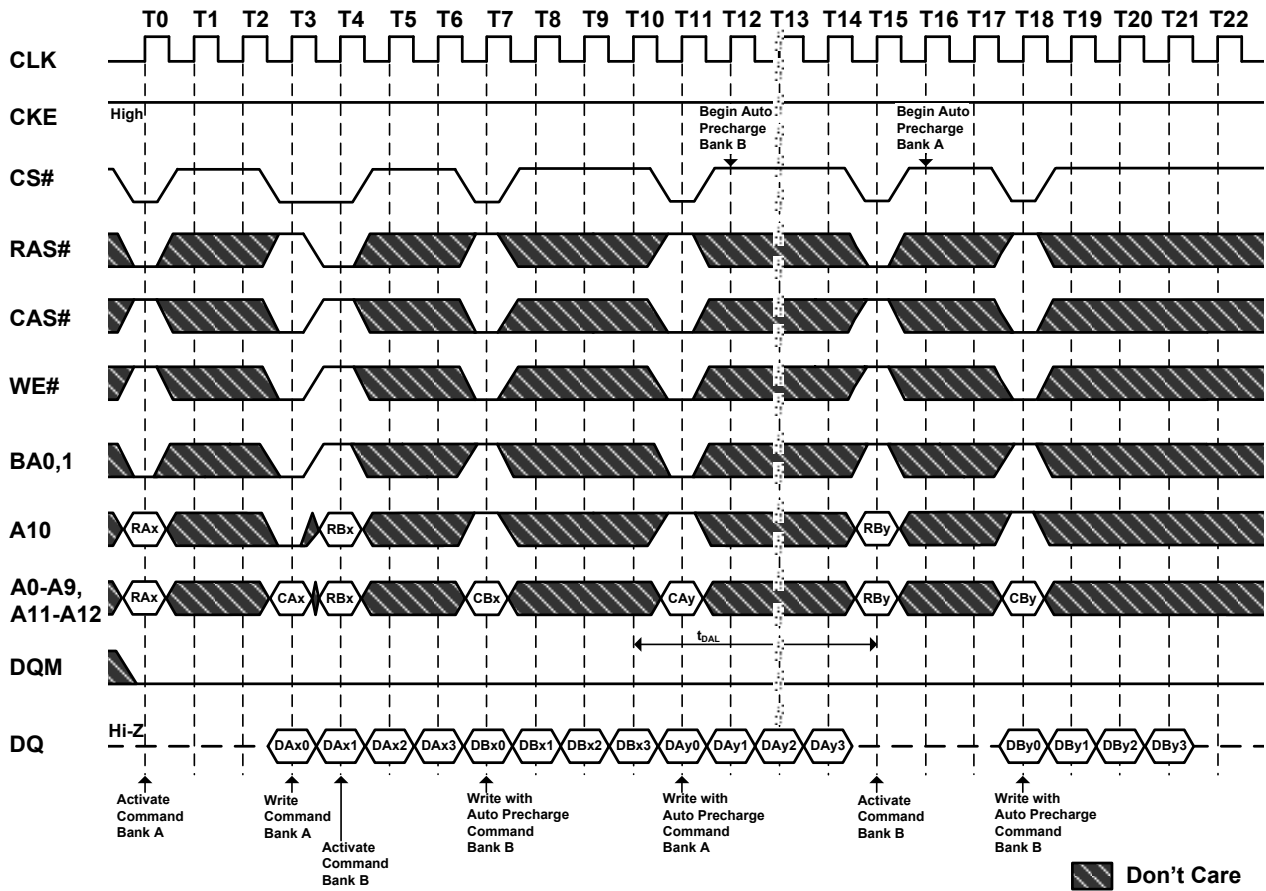 T0 T1 T2 T3 T4 T5 T6 T7 T8 T9 T10 T11 T12 T13 T14 T15 T16 T17 T18 T19 T20 T21 T22
CLK
CKE
High
Begin Auto
Precharge
Bank B
Begin Auto
Precharge
Bank A
CS#
RAS#
CAS#
WE#
BA0,1
A10
RAx RBx RBy
A0-A9,
A11-A12
RAx CAx RBx CBx CAy RBy CBy
tDAL
DQM
DQ
Hi-Z
DAx0 DAx1 DAx2 DAx3 DBx0 DBx1 DBx2 DBx3 DAy0 DAy1 DAy2 DAy3 DBy0 DBy1 DBy2 DBy3
Activate
Command
Bank A
Write
Command
Bank A
Activate
Command
Bank B
Write with
Auto Precharge
Command
Bank B
Write with
Auto Precharge
Command
Bank A
Activate
Command
Bank B
Write with
Auto Precharge
Command
Bank B
Don't Care